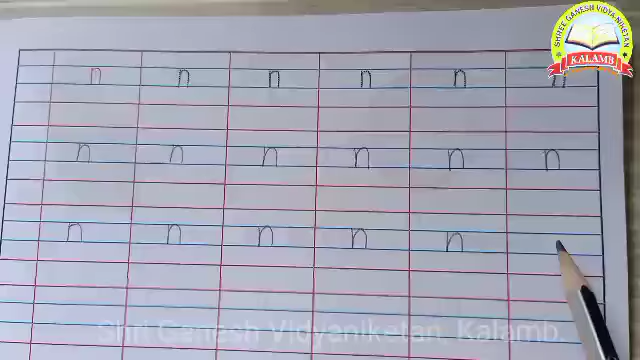 SHREE GANESH VIDYA NIKETAN
KALAMB
n n n n n n
n n n n n n
n n n n n
Shri Ganesh Vidyaniketan, Kalamb.